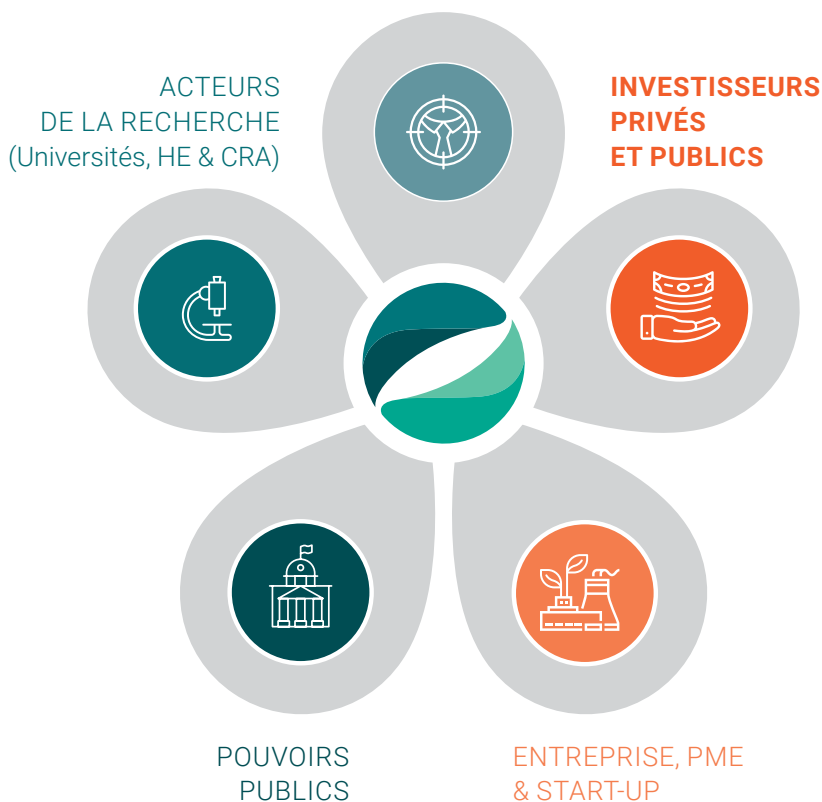 ACTEURS
DE LA RECHERCHE
(Universités, HE & CRA)
INVESTISSEURS
PRIVÉS
ET PUBLICS
POUVOIRS
PUBLICS
ENTREPRISE, PME
& START-UP